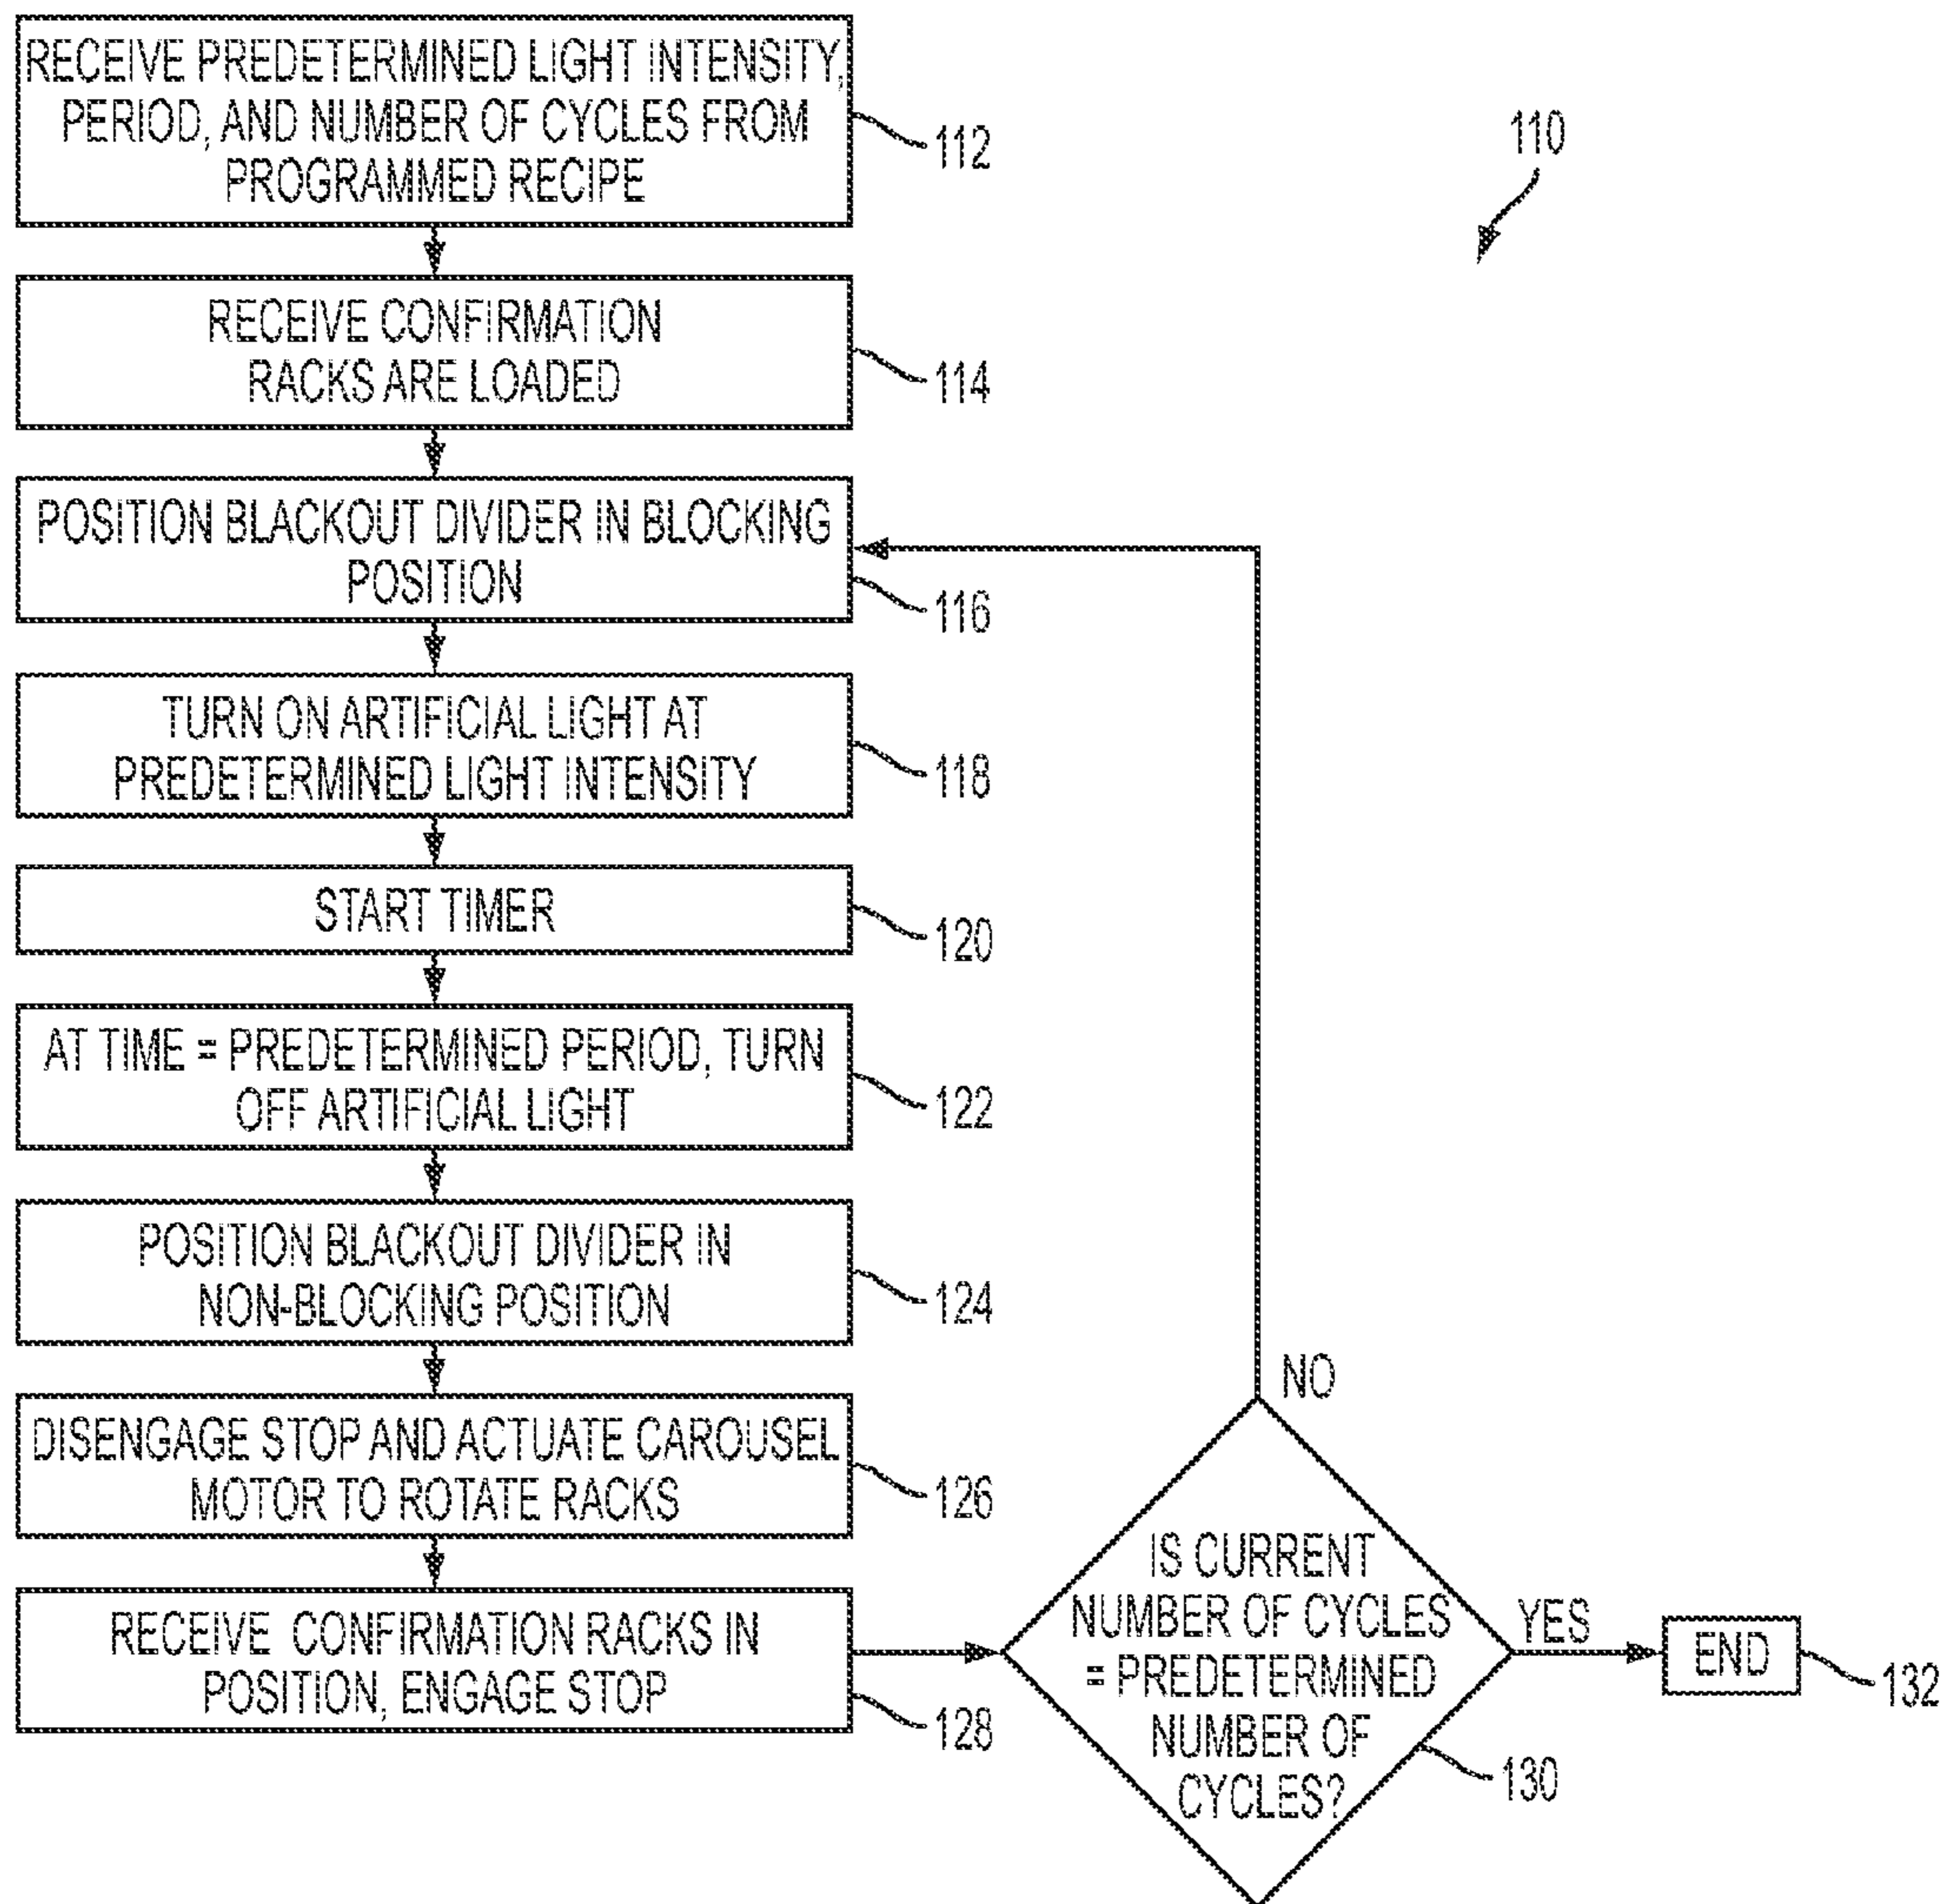 RECEIVE PREDETERMINED LIGHT INTENSITY,
PERIOD, AND NUMBER OF CYCLES FROM
PROGRAMMED RECIPE
112
110
RECEIVE CONFIRMATION
RACKS ARE LOADED
114
POSITION BLACKOUT DIVIDER IN BLOCKING
POSITION
116
TURN ON ARTIFICIAL LIGHT AT
PREDETERMINED LIGHT INTENSITY
118
START TIMER
120
AT TIME = PREDETERMINED PERIOD, TURN
OFF ARTIFICIAL LIGHT
122
POSITION BLACKOUT DIVIDER IN
NON-BLOCKING POSITION
124
DISENGAGE STOP AND ACTUATE CAROUSEL
MOTOR TO ROTATE RACKS
126
RECEIVE CONFIRMATION RACKS IN
POSITION, ENGAGE STOP
128
NO
IS CURRENT
NUMBER OF CYCLES
= PREDETERMINED
NUMBER OF
CYCLES?
130
YES
END
132